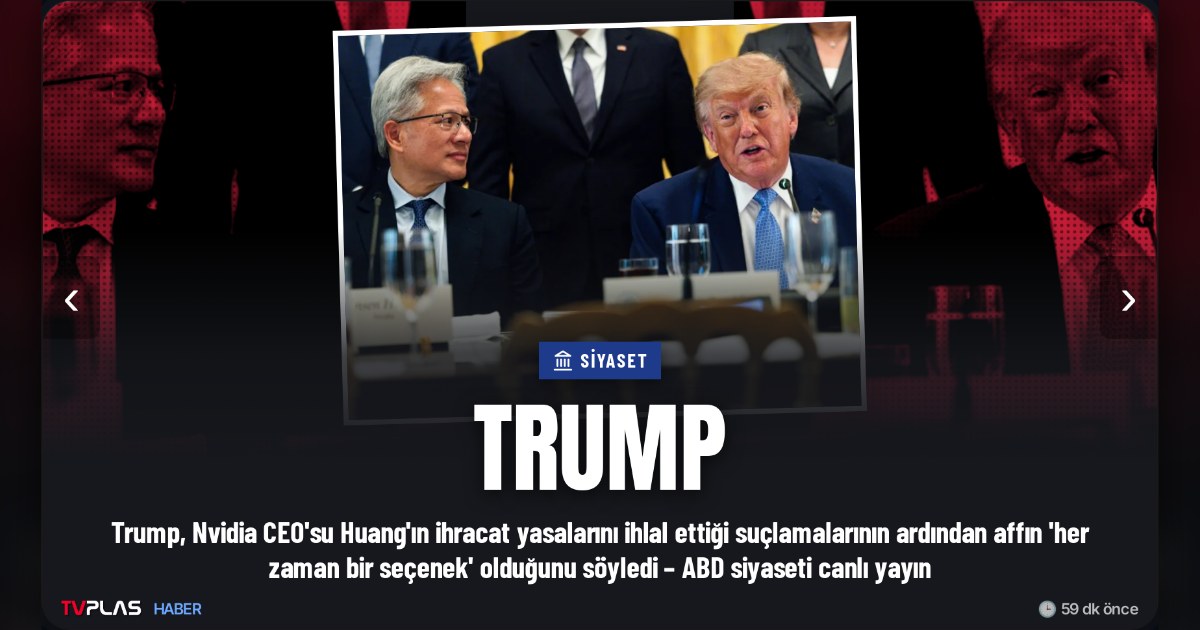 SİYASET
TRUMP
Trump, Nvidia CEO'su Huang'ın ihracat yasalarını ihlal ettiği suçlamalarının ardından affın 'her
zaman bir seçenek' olduğunu söyledi – ABD siyaseti canlı yayın
TVPLAS HABER
59 dk önce